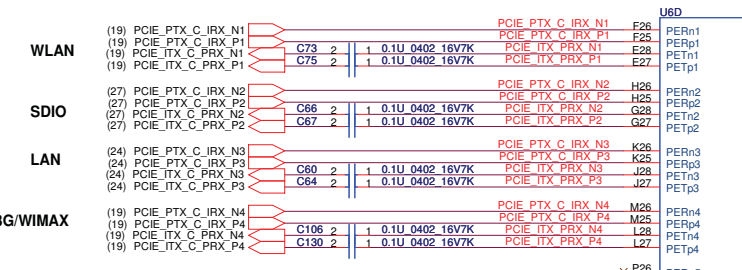 U6D
WLAN
(19) PCIE_PTX_C_IRX_N1 PCIE_PTX_C_IRX_N1 F26 PERn1
(19) PCIE_PTX_C_IRX_P1 PCIE_PTX_C_IRX_P1 F25 PERp1
(19) PCIE_ITX_C_PRX_N1 C73 2 1 0.1U_0402_16V7K PCIE_ITX_PRX_N1 E28 PETn1
(19) PCIE_ITX_C_PRX_P1 C75 2 1 0.1U_0402_16V7K PCIE_ITX_PRX_P1 E27 PETp1
SDIO
(27) PCIE_PTX_C_IRX_N2 PCIE_PTX_C_IRX_N2 H26 PERn2
(27) PCIE_PTX_C_IRX_P2 PCIE_PTX_C_IRX_P2 H25 PERp2
(27) PCIE_ITX_C_PRX_N2 C66 2 1 0.1U_0402_16V7K PCIE_ITX_PRX_N2 G28 PETn2
(27) PCIE_ITX_C_PRX_P2 C67 2 1 0.1U_0402_16V7K PCIE_ITX_PRX_P2 G27 PETp2
LAN
(24) PCIE_PTX_C_IRX_N3 PCIE_PTX_C_IRX_N3 K26 PERn3
(24) PCIE_PTX_C_IRX_P3 PCIE_PTX_C_IRX_P3 K25 PERp3
(24) PCIE_ITX_C_PRX_N3 C60 2 1 0.1U_0402_16V7K PCIE_ITX_PRX_N3 J28 PETn3
(24) PCIE_ITX_C_PRX_P3 C64 2 1 0.1U_0402_16V7K PCIE_ITX_PRX_P3 J27 PETp3
G/WIMAX
(19) PCIE_PTX_C_IRX_N4 PCIE_PTX_C_IRX_N4 M26 PERn4
(19) PCIE_PTX_C_IRX_P4 PCIE_PTX_C_IRX_P4 M25 PERp4
(19) PCIE_ITX_C_PRX_N4 C106 2 1 0.1U_0402_16V7K PCIE_ITX_PRX_N4 L28 PETn4
(19) PCIE_ITX_C_PRX_P4 C130 2 1 0.1U_0402_16V7K PCIE_ITX_PRX_P4 L27 PETp4
P26